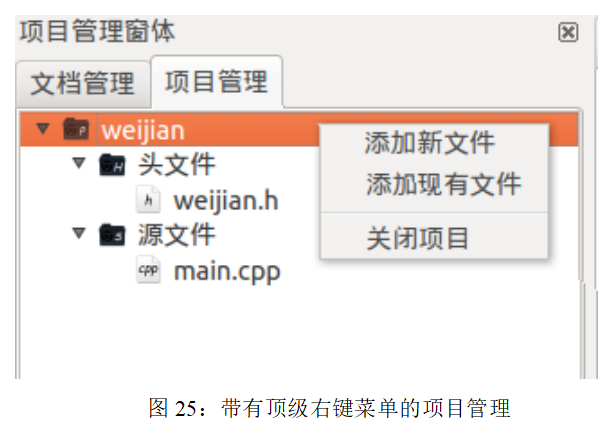 项目管理窗体
文档管理 项目管理
weijian
添加新文件
头文件
添加现有文件
weijian.h
源文件
关闭项目
main.cpp
图 25：带有顶级右键菜单的项目管理